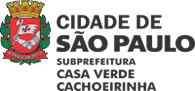 CIDADE DE
SÃO PAULO
SUBPREFEITURA
CASA VERDE
CACHOEIRINHA